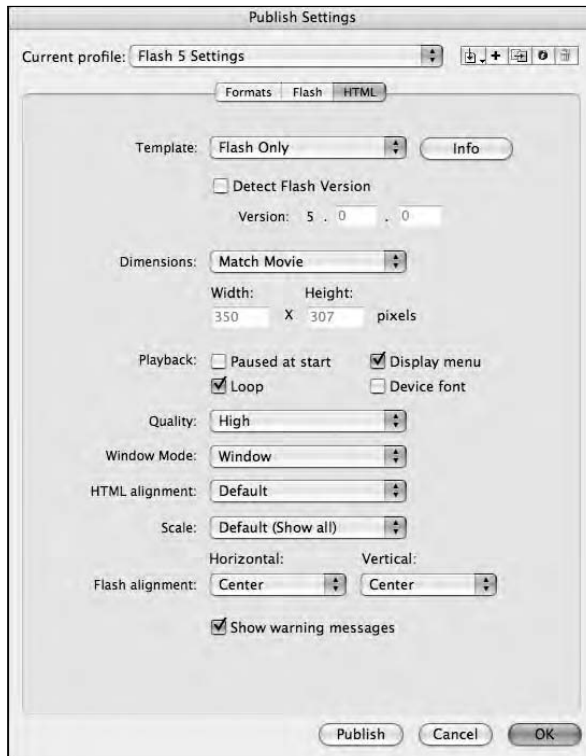 Publish Settings
Current profile: Flash 5 Settings
Formats Flash HTML
Template: Flash Only Info
Detect Flash Version
Version: 5 . 0 . 0
Dimensions: Match Movie
Width: Height:
350 X 307 pixels
Playback: Paused at start Display menu
Loop Device font
Quality: High
Window Mode: Window
HTML alignment: Default
Scale: Default (Show all)
Horizontal: Vertical:
Flash alignment: Center Center
Show warning messages
Publish Cancel OK